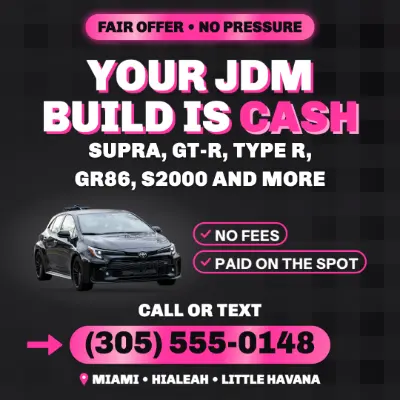 FAIR OFFER • NO PRESSURE
YOUR JDM
BUILD IS CASH
SUPRA, GT-R, TYPE R,
GR86, S2000 AND MORE
NO FEES
PAID ON THE SPOT
CALL OR TEXT
(305) 555-0148
MIAMI • HIALEAH • LITTLE HAVANA